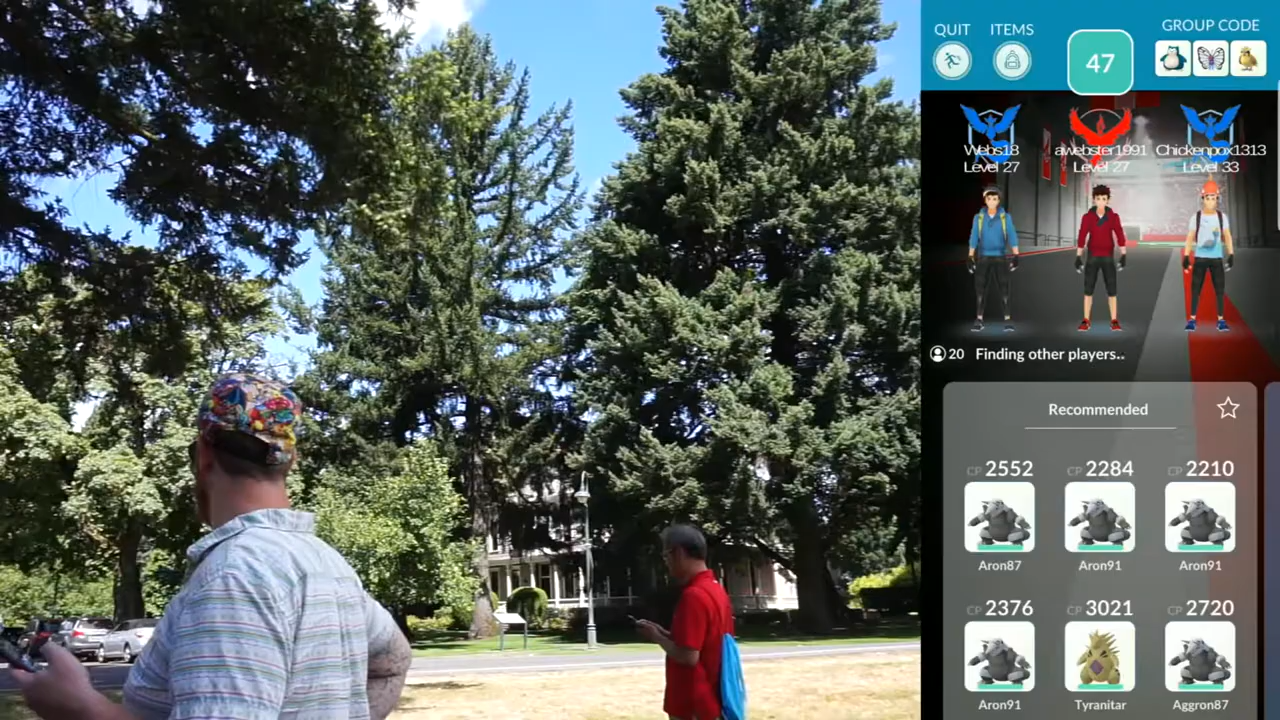 QUIT
ITEMS
47
GROUP CODE
Webs18
Level 27
awebster1991
Level 27
Chickenpox1313
Level 33
20 Finding other players..
Recommended
CP 2552
CP 2284
CP 2210
Aron87
Aron91
Aron91
CP 2376
CP 3021
CP 2720
Aron91
Tyranitar
Aggron87